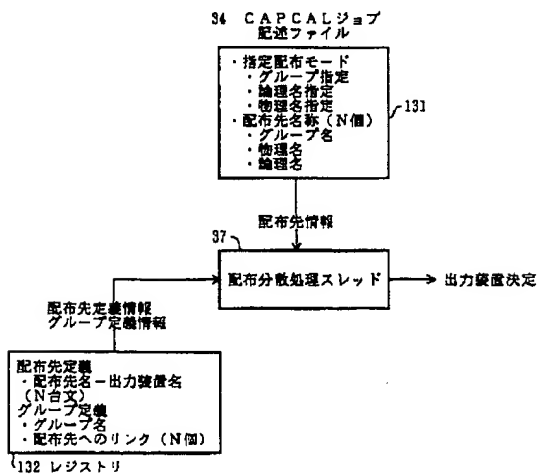 34 CAPCALジョブ
記述ファイル
・指定配布モード
・グループ指定
・論理名指定
・物理名指定
・配布先名称(N個)
・グループ名
・物理名
・論理名
131
配布先情報
37
配布分散処理スレッド
出力装置決定
配布先定義情報
グループ定義情報
配布先定義
・配布先名-出力装置名
(N台文)
グループ定義
・グループ名
・配布先へのリンク(N個)
132 レジストリ